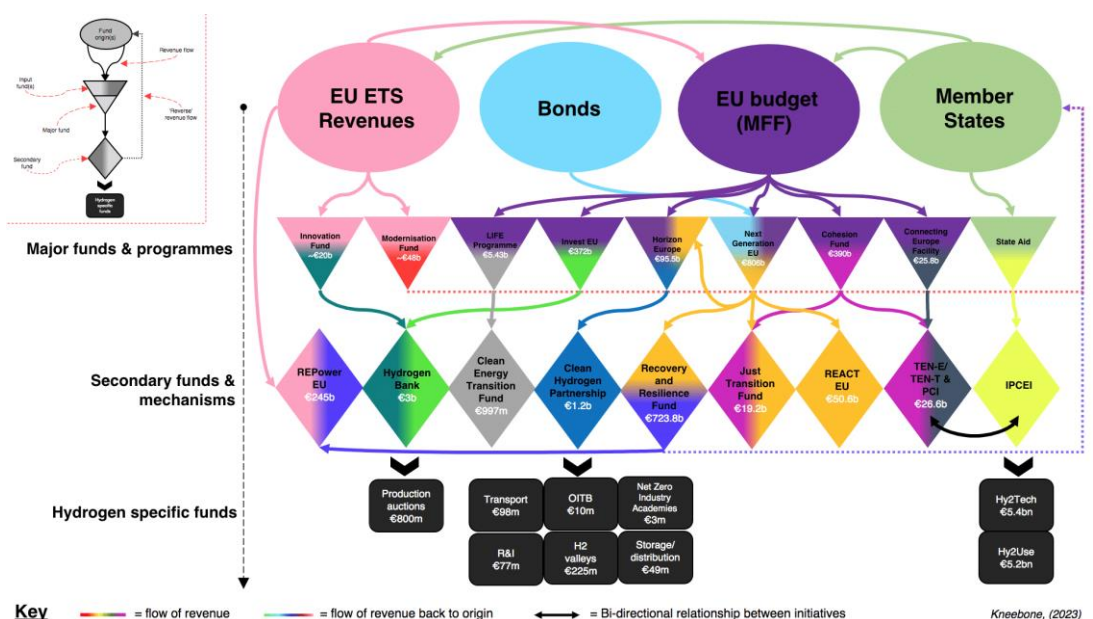 Fund
origin(s)
Revenue flow
Input
fund(s)
Major fund
'Reverse'
revenue flow
Secondary
fund
Hydrogen
specific
funds
EU ETS
Revenues
Bonds
EU budget
(MFF)
Member
States
Major funds & programmes
Innovation
Fund
~€20b
Modernisation
Fund
~€48b
LIFE
Programme
€5.43b
Invest EU
€372b
Horizon
Europe
€95.5b
Next
Generation
EU
€806b
Cohesion
Fund
€390b
Connecting
Europe
Facility
€25.8b
State Aid
Secondary funds &
mechanisms
REPower
EU
€245b
Hydrogen
Bank
€3b
Clean
Energy
Transition
Fund
€997m
Clean
Hydrogen
Partnership
€1.2b
Recovery
and
Resilience
Fund
€723.8b
Just
Transition
Fund
€19.2b
REACT
EU
€50.6b
TEN-E/
TEN-T &
PCI
€26.6b
IPCEI
Hydrogen specific funds
Production
auctions
€800m
Transport
€98m
OITB
€10m
Net Zero
Industry
Academies
€3m
R&I
€77m
H2
valleys
€225m
Storage/
distribution
€49m
Hy2Tech
€5.4bn
Hy2Use
€5.2bn
Key
= flow of revenue
= flow of revenue back to origin
= Bi-directional relationship between initiatives
Kneebone, (2023)